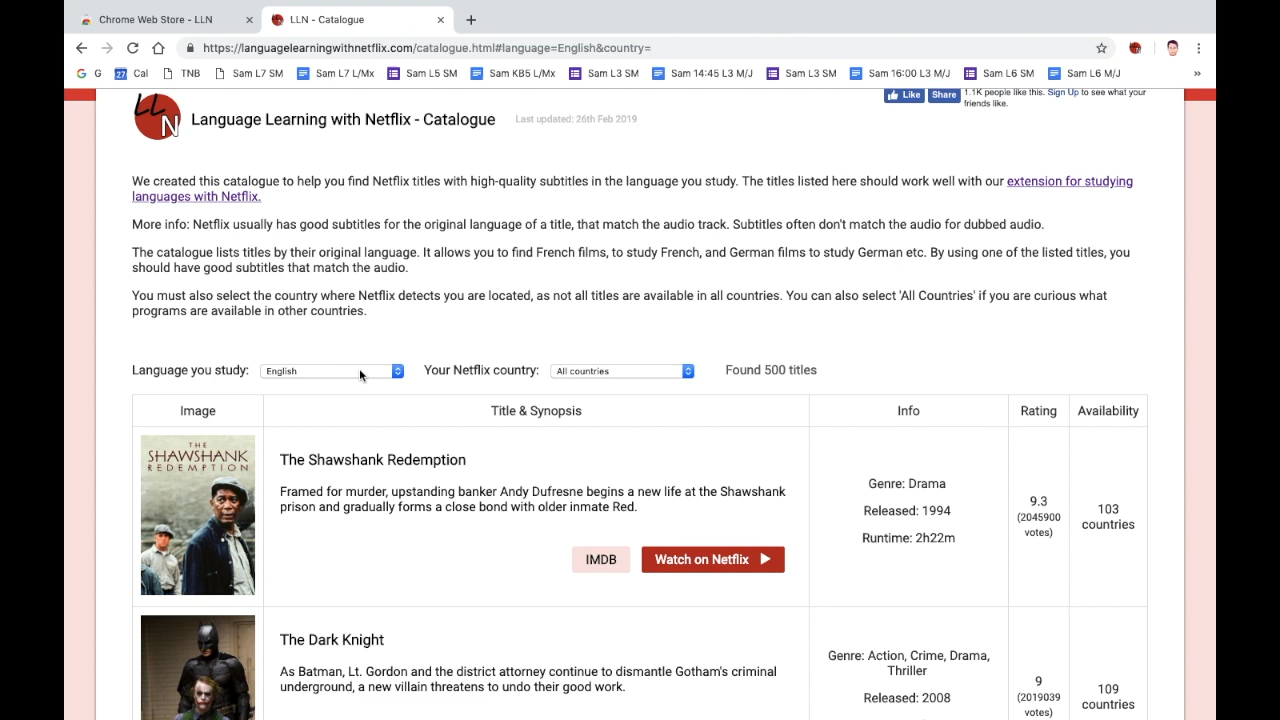 Chrome Web Store - LLN
LLN - Catalogue
https://languagelearningwithnetflix.com/catalogue.html#language=English&country=
G
Cal
TNB
Sam L7 SM
Sam L7 L/Mx
Sam L5 SM
Sam KB5 L/Mx
Sam L3 SM
Sam 14:45 L3 M/J
Sam L3 SM
Sam 16:00 L3 M/J
Sam L6 SM
Sam L6 M/J
LLN
Language Learning with Netflix - Catalogue
Last updated: 26th Feb 2019
Like
Share
1.1K people like this. Sign Up to see what your
friends like.
We created this catalogue to help you find Netflix titles with high-quality subtitles in the language you study. The titles listed here should work well with our extension for studying
languages with Netflix.
More info: Netflix usually has good subtitles for the original language of a title, that match the audio track. Subtitles often don't match the audio for dubbed audio.
The catalogue lists titles by their original language. It allows you to find French films, to study French, and German films to study German etc. By using one of the listed titles, you
should have good subtitles that match the audio.
You must also select the country where Netflix detects you are located, as not all titles are available in all countries. You can also select 'All Countries' if you are curious what
programs are available in other countries.
Language you study: English
Your Netflix country: All countries
Found 500 titles
Image
Title & Synopsis
Info
Rating
Availability
THE
SHAWSHANK
REDEMPTION
The Shawshank Redemption
Framed for murder, upstanding banker Andy Dufresne begins a new life at the Shawshank
prison and gradually forms a close bond with older inmate Red.
IMDB
Watch on Netflix
Genre: Drama
Released: 1994
Runtime: 2h22m
9.3
(2045900
votes)
103
countries
The Dark Knight
As Batman, Lt. Gordon and the district attorney continue to dismantle Gotham's criminal
underground, a new villain threatens to undo their good work.
Genre: Action, Crime, Drama,
Thriller
Released: 2008
9
(2019039
votes)
109
countries